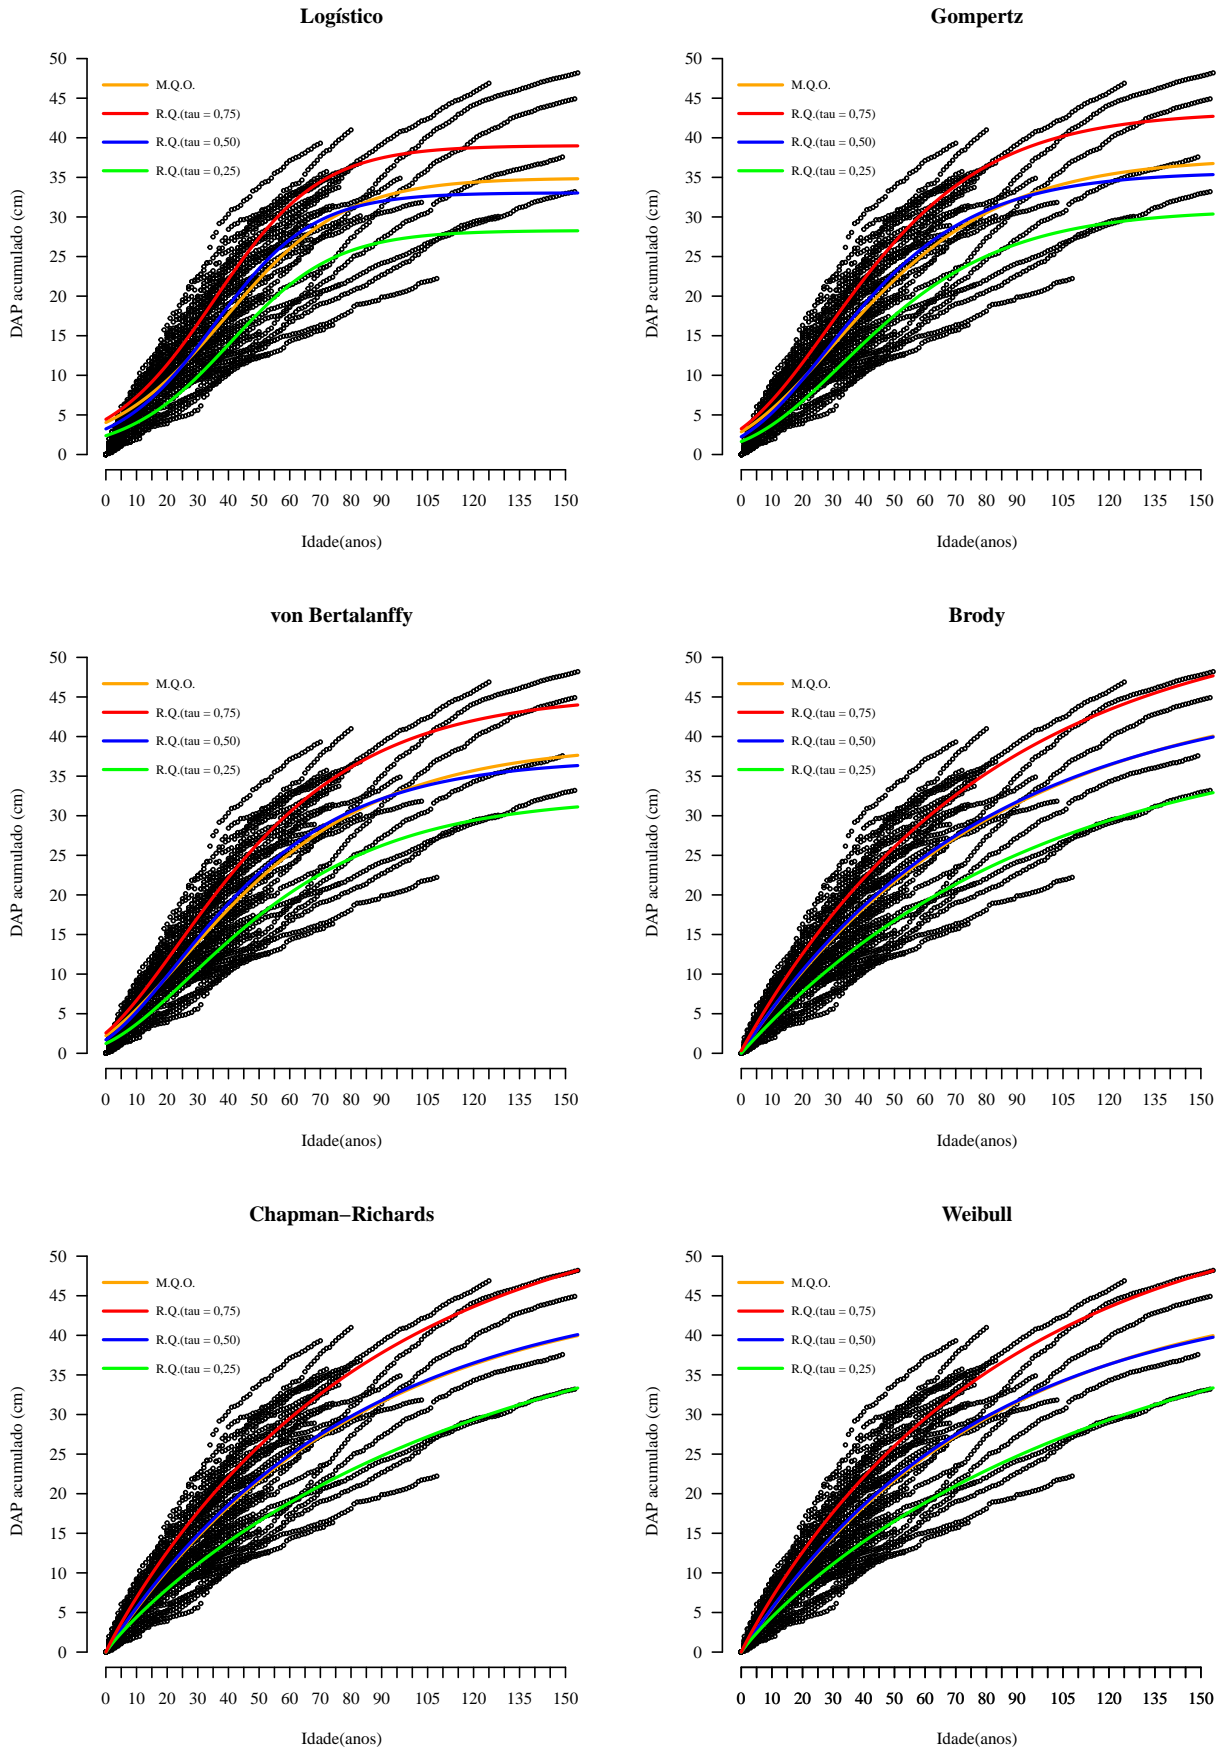 Logístico
DAP acumulado (cm)
50
45
40
35
30
25
20
15
10
5
0
M.Q.O.
R.Q.(tau = 0,75)
R.Q.(tau = 0,50)
R.Q.(tau = 0,25)
0 10 20 30 40 50 60 70 80 90 105 120 135 150
Idade(anos)
Gompertz
DAP acumulado (cm)
50
45
40
35
30
25
20
15
10
5
0
M.Q.O.
R.Q.(tau = 0,75)
R.Q.(tau = 0,50)
R.Q.(tau = 0,25)
0 10 20 30 40 50 60 70 80 90 105 120 135 150
Idade(anos)
von Bertalanffy
DAP acumulado (cm)
50
45
40
35
30
25
20
15
10
5
0
M.Q.O.
R.Q.(tau = 0,75)
R.Q.(tau = 0,50)
R.Q.(tau = 0,25)
0 10 20 30 40 50 60 70 80 90 105 120 135 150
Idade(anos)
Brody
DAP acumulado (cm)
50
45
40
35
30
25
20
15
10
5
0
M.Q.O.
R.Q.(tau = 0,75)
R.Q.(tau = 0,50)
R.Q.(tau = 0,25)
0 10 20 30 40 50 60 70 80 90 105 120 135 150
Idade(anos)
Chapman−Richards
DAP acumulado (cm)
50
45
40
35
30
25
20
15
10
5
0
M.Q.O.
R.Q.(tau = 0,75)
R.Q.(tau = 0,50)
R.Q.(tau = 0,25)
0 10 20 30 40 50 60 70 80 90 105 120 135 150
Idade(anos)
Weibull
DAP acumulado (cm)
50
45
40
35
30
25
20
15
10
5
0
M.Q.O.
R.Q.(tau = 0,75)
R.Q.(tau = 0,50)
R.Q.(tau = 0,25)
0 10 20 30 40 50 60 70 80 90 105 120 135 150
Idade(anos)